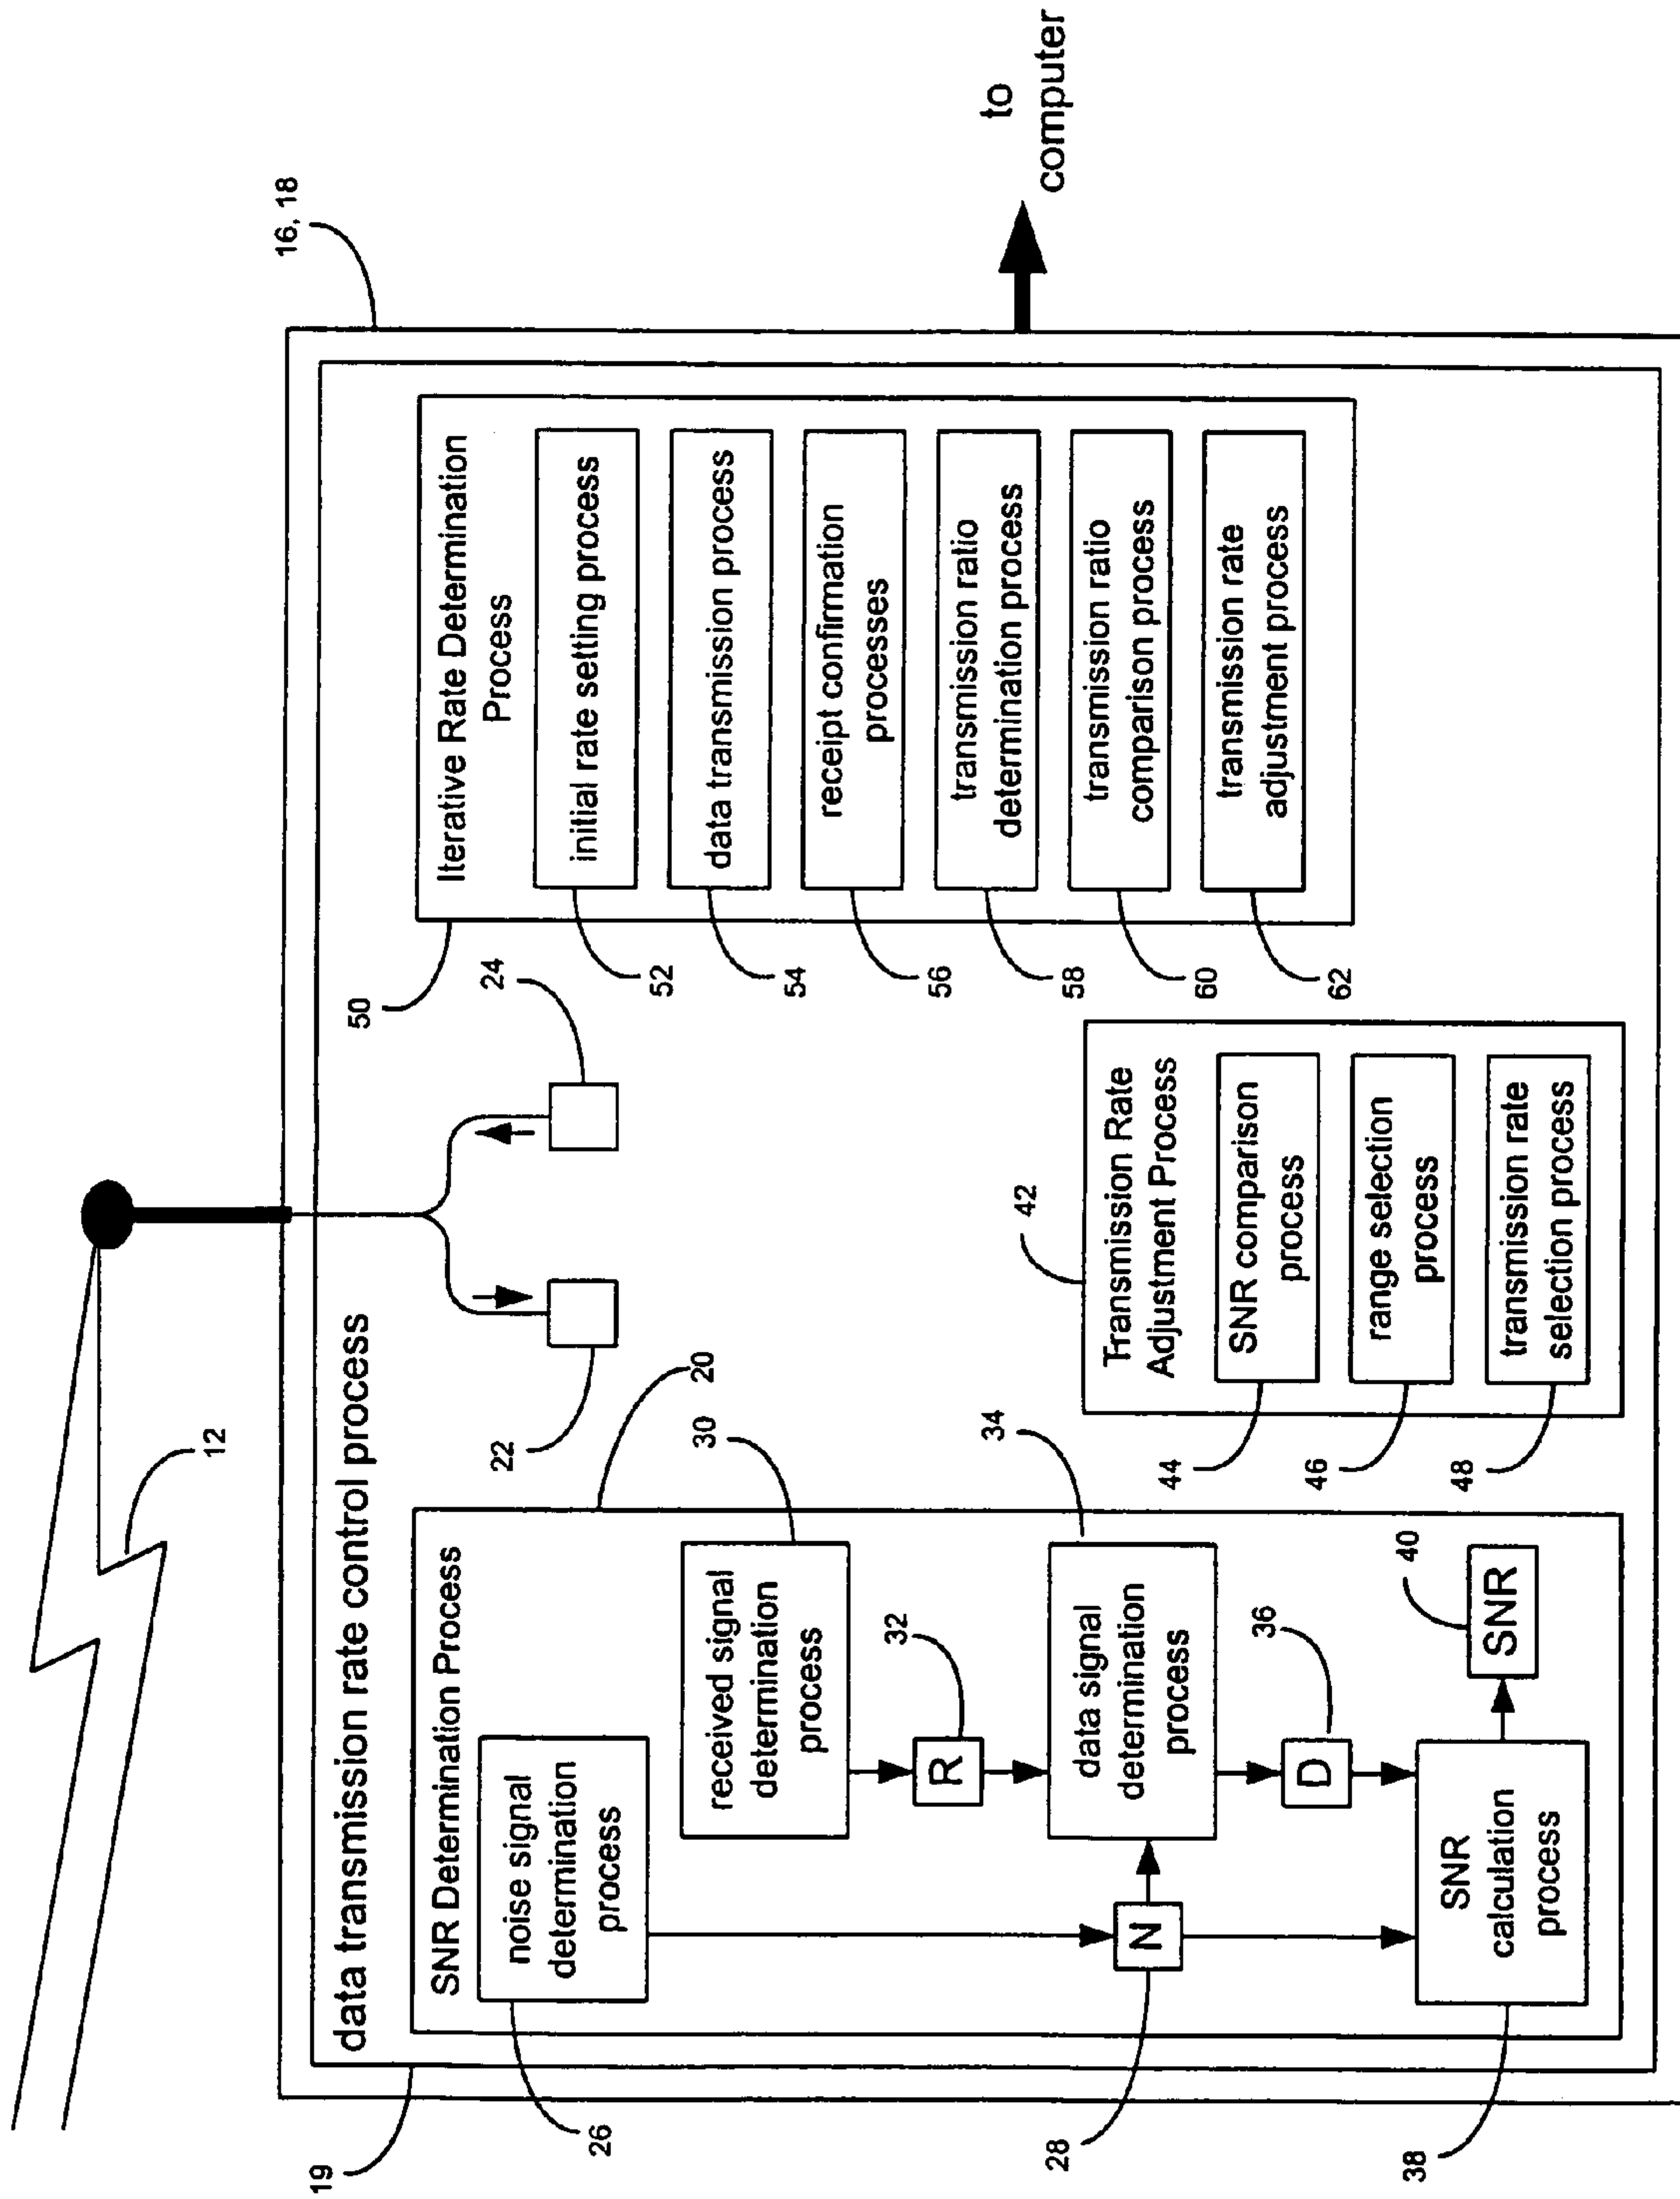 12
16, 18
to
computer
19
data transmission rate control process
20
SNR Determination Process
26
noise signal
determination
process
30
received signal
determination
process
32
R
28
N
34
data signal
determination
process
36
D
38
SNR
calculation
process
40
SNR
22
24
42
Transmission Rate
Adjustment Process
44
SNR comparison
process
46
range selection
process
48
transmission rate
selection process
50
Iterative Rate Determination
Process
52
initial rate setting process
54
data transmission process
56
receipt confirmation
processes
58
transmission ratio
determination process
60
transmission ratio
comparison process
62
transmission rate
adjustment process